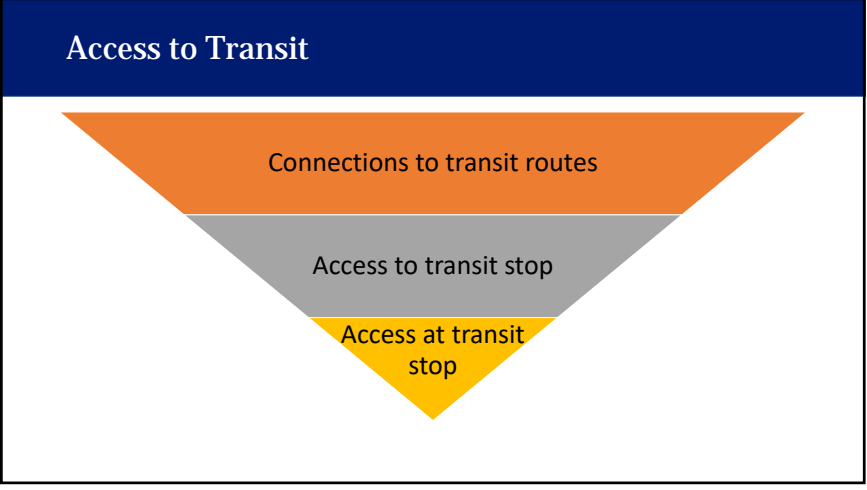 Access to Transit
Connections to transit routes
Access to transit stop
Access at transit
stop